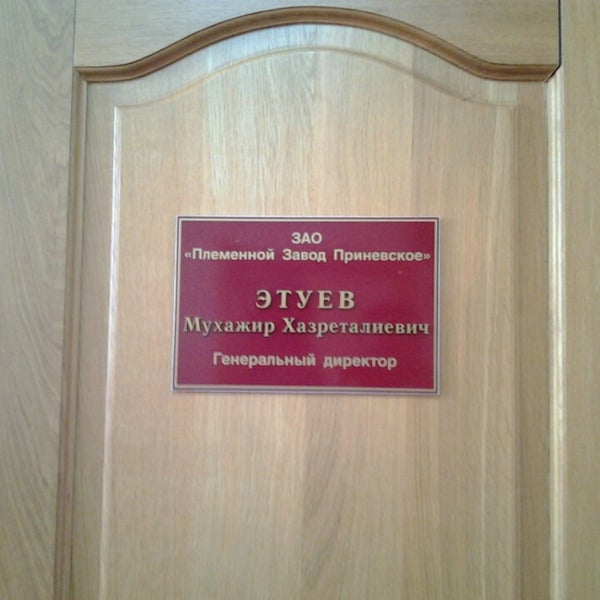 ЗАО
«Племенной Завод Приневское»
ЭТУЕВ
Мухажир Хазреталиевич
Генеральный директор